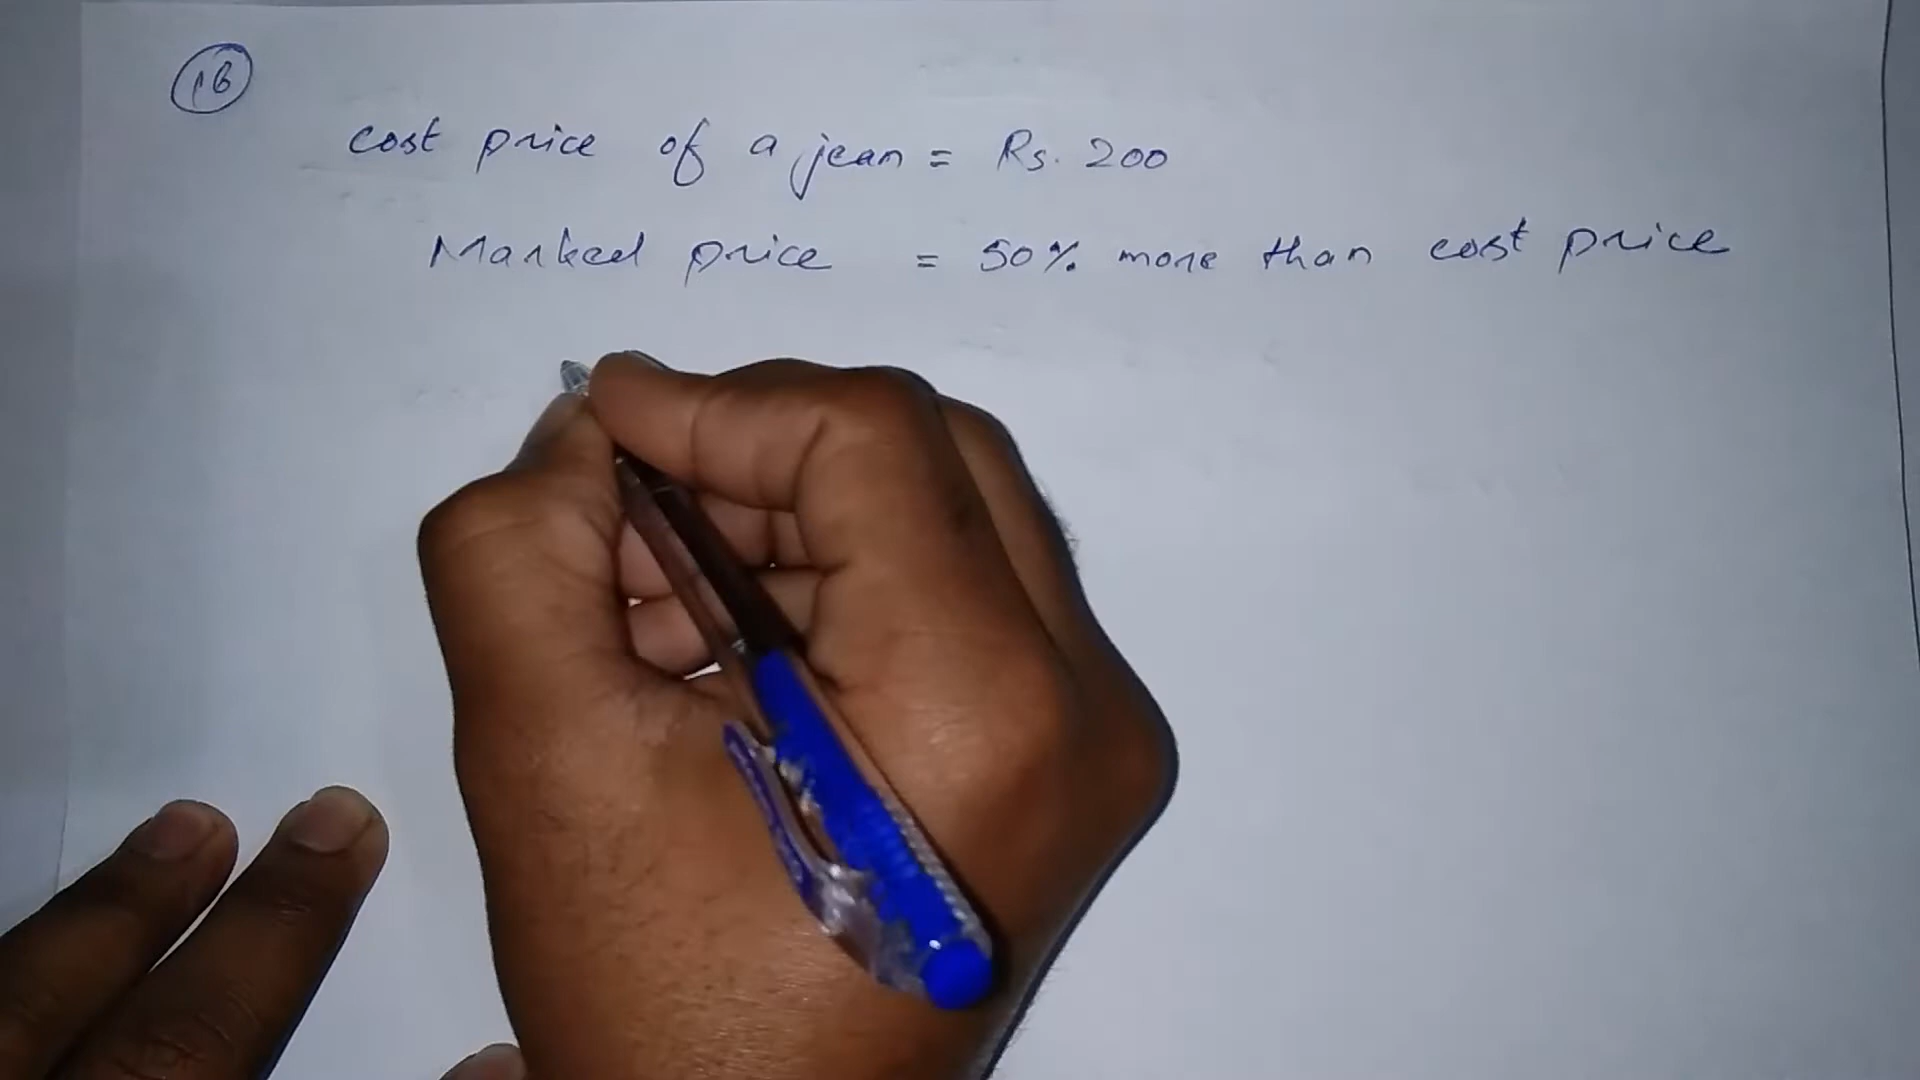 16
cost price of a jean = Rs. 200
Marked price = 50% more than cost price